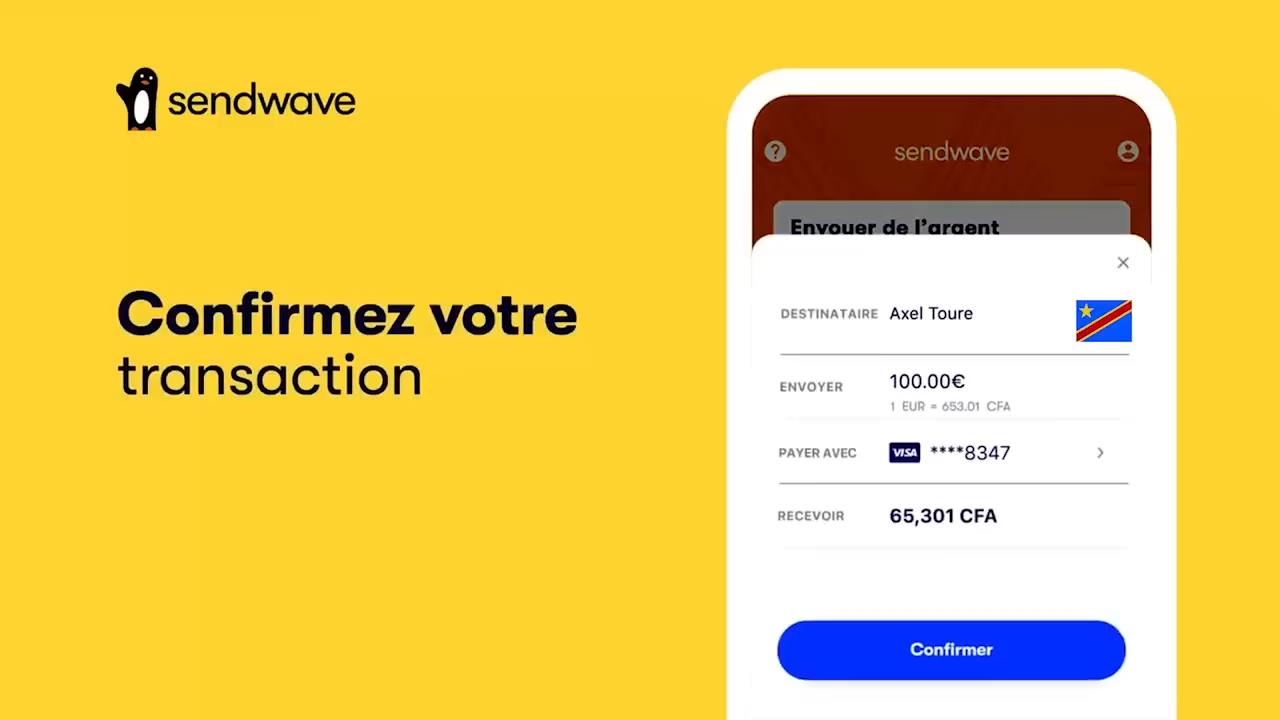 sendwave
Confirmez votre
transaction
sendwave
Envoyer de l'argent
DESTINATAIRE Axel Toure
ENVOYER 100.00€
1 EUR = 653.01 CFA
PAYER AVEC VISA ****8347
RECEVOIR 65,301 CFA
Confirmer